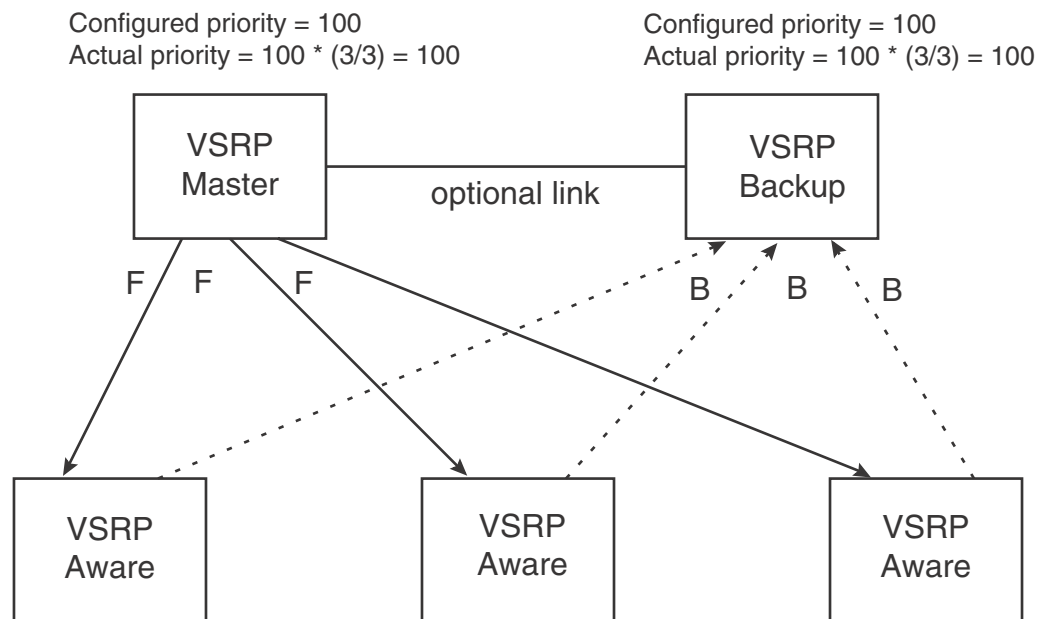 Configured priority = 100
Actual priority = 100 * (3/3) = 100
Configured priority = 100
Actual priority = 100 * (3/3) = 100
VSRP
Master
optional link
VSRP
Backup
F
F
F
B
B
B
VSRP
Aware
VSRP
Aware
VSRP
Aware